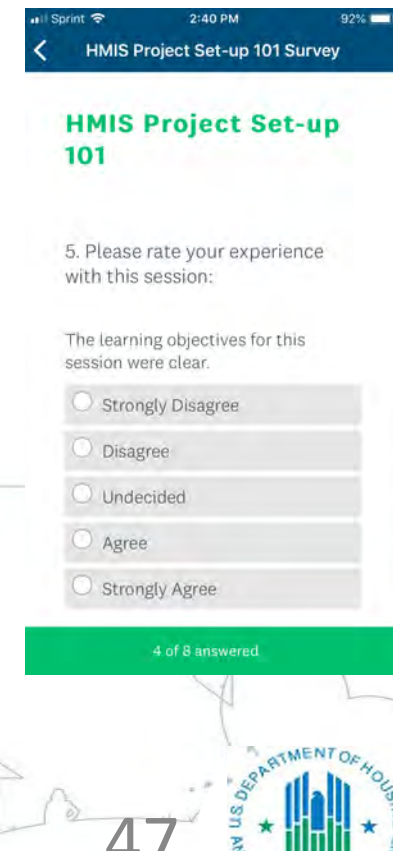 Sprint 2:40 PM 92%
HMIS Project Set-up 101 Survey
HMIS Project Set-up
101
5. Please rate your experience
with this session:
The learning objectives for this
session were clear.
Strongly Disagree
Disagree
Undecided
Agree
Strongly Agree
4 of 8 answered
47
U.S. DEPARTMENT OF